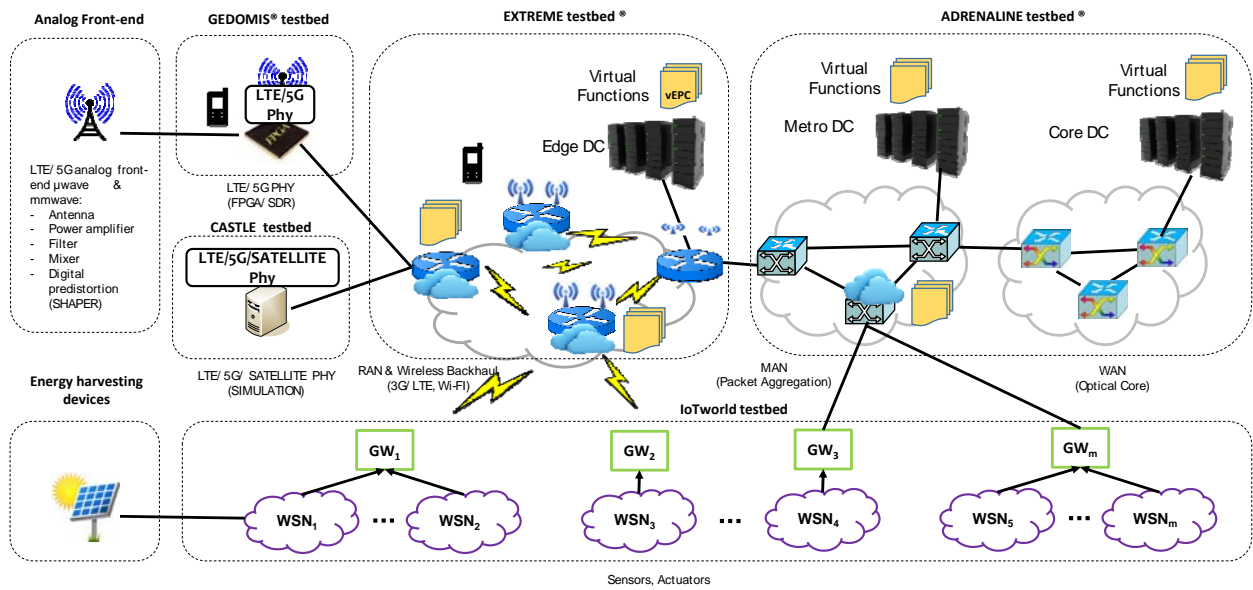 Analog Front-end
GEDOMIS® testbed
EXTREME testbed ®
ADRENALINE testbed ®
LTE/5G
Phy
FPGA
LTE/ 5G PHY
(FPGA/ SDR)
LTE/ 5G analog front-
end µwave & 
mmwave:
- Antenna
- Power amplifier
- Filter
- Mixer
- Digital
predistortion
(SHAPER)
CASTLE testbed
LTE/5G/SATELLITE
Phy
LTE/ 5G/ SATELLITE PHY
(SIMULATION)
Virtual
Functions
vEPC
Edge DC
RAN & Wireless Backhaul
(3G/ LTE, Wi-FI)
Virtual
Functions
Metro DC
Virtual
Functions
Core DC
MAN
(Packet Aggregation)
WAN
(Optical Core)
Energy harvesting
devices
IoTworld testbed
GW1
GW2
GW3
GWm
WSN1
...
WSN2
WSN3
...
WSN4
WSN5
...
WSNm
Sensors, Actuators